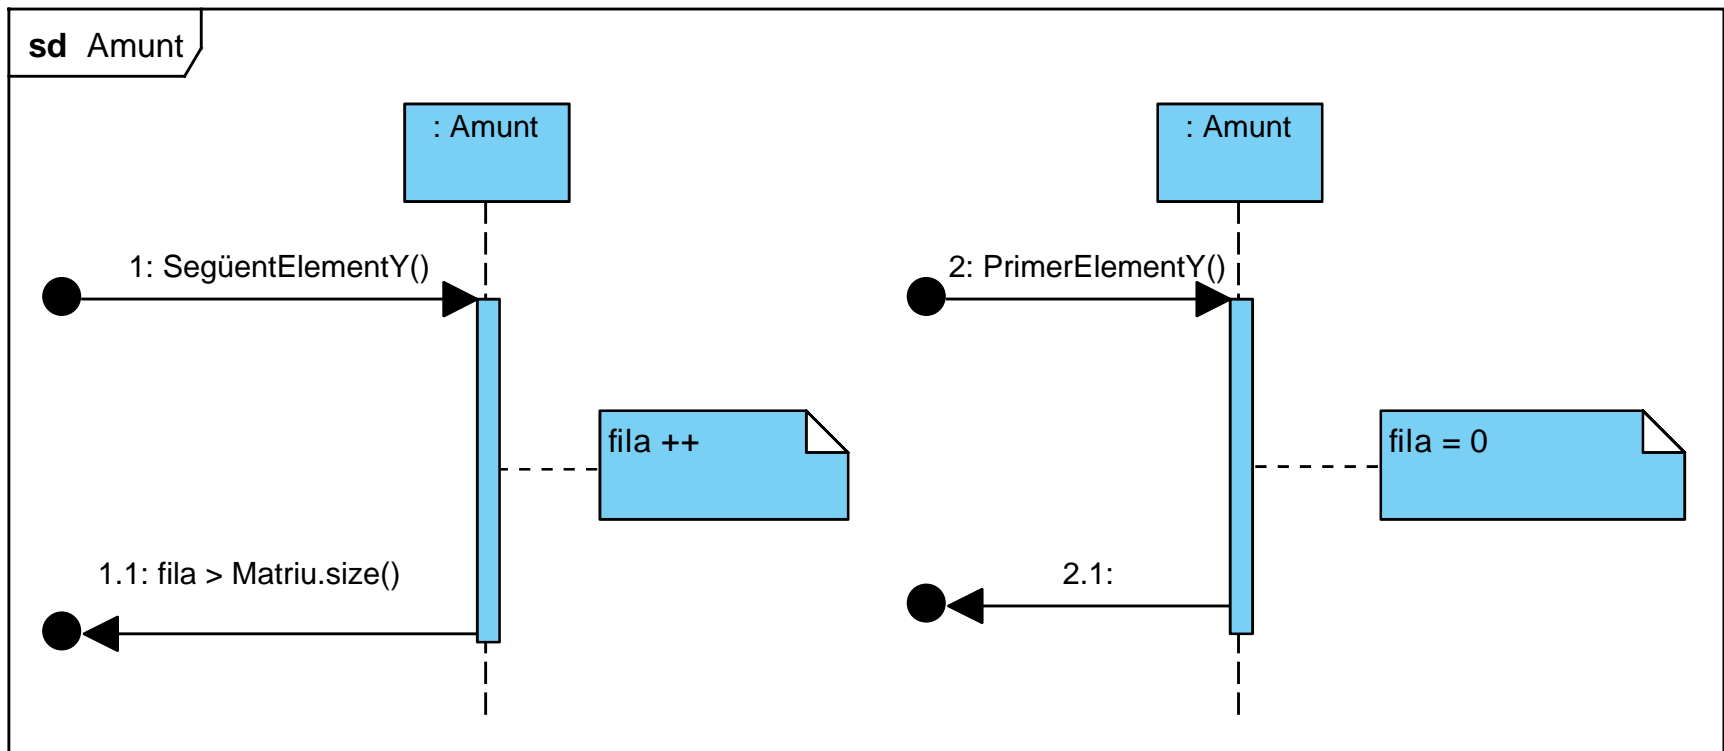 sd Amunt
: Amunt
: Amunt
1: SegüentElementY()
2: PrimerElementY()
fila ++
fila = 0
1.1: fila > Matriu.size()
2.1: